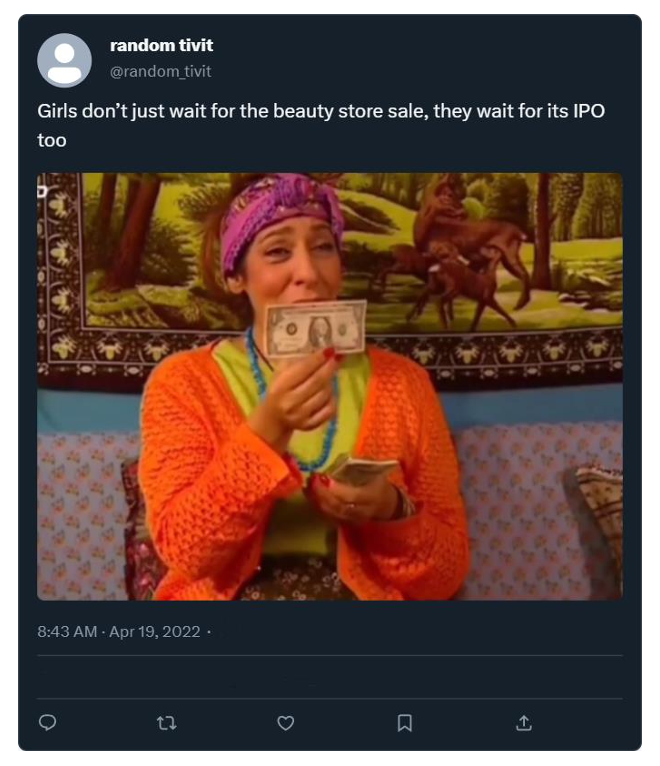 random tivit
@random_tivit
Girls don’t just wait for the beauty store sale, they wait for its IPO
too
8:43 AM · Apr 19, 2022 ·